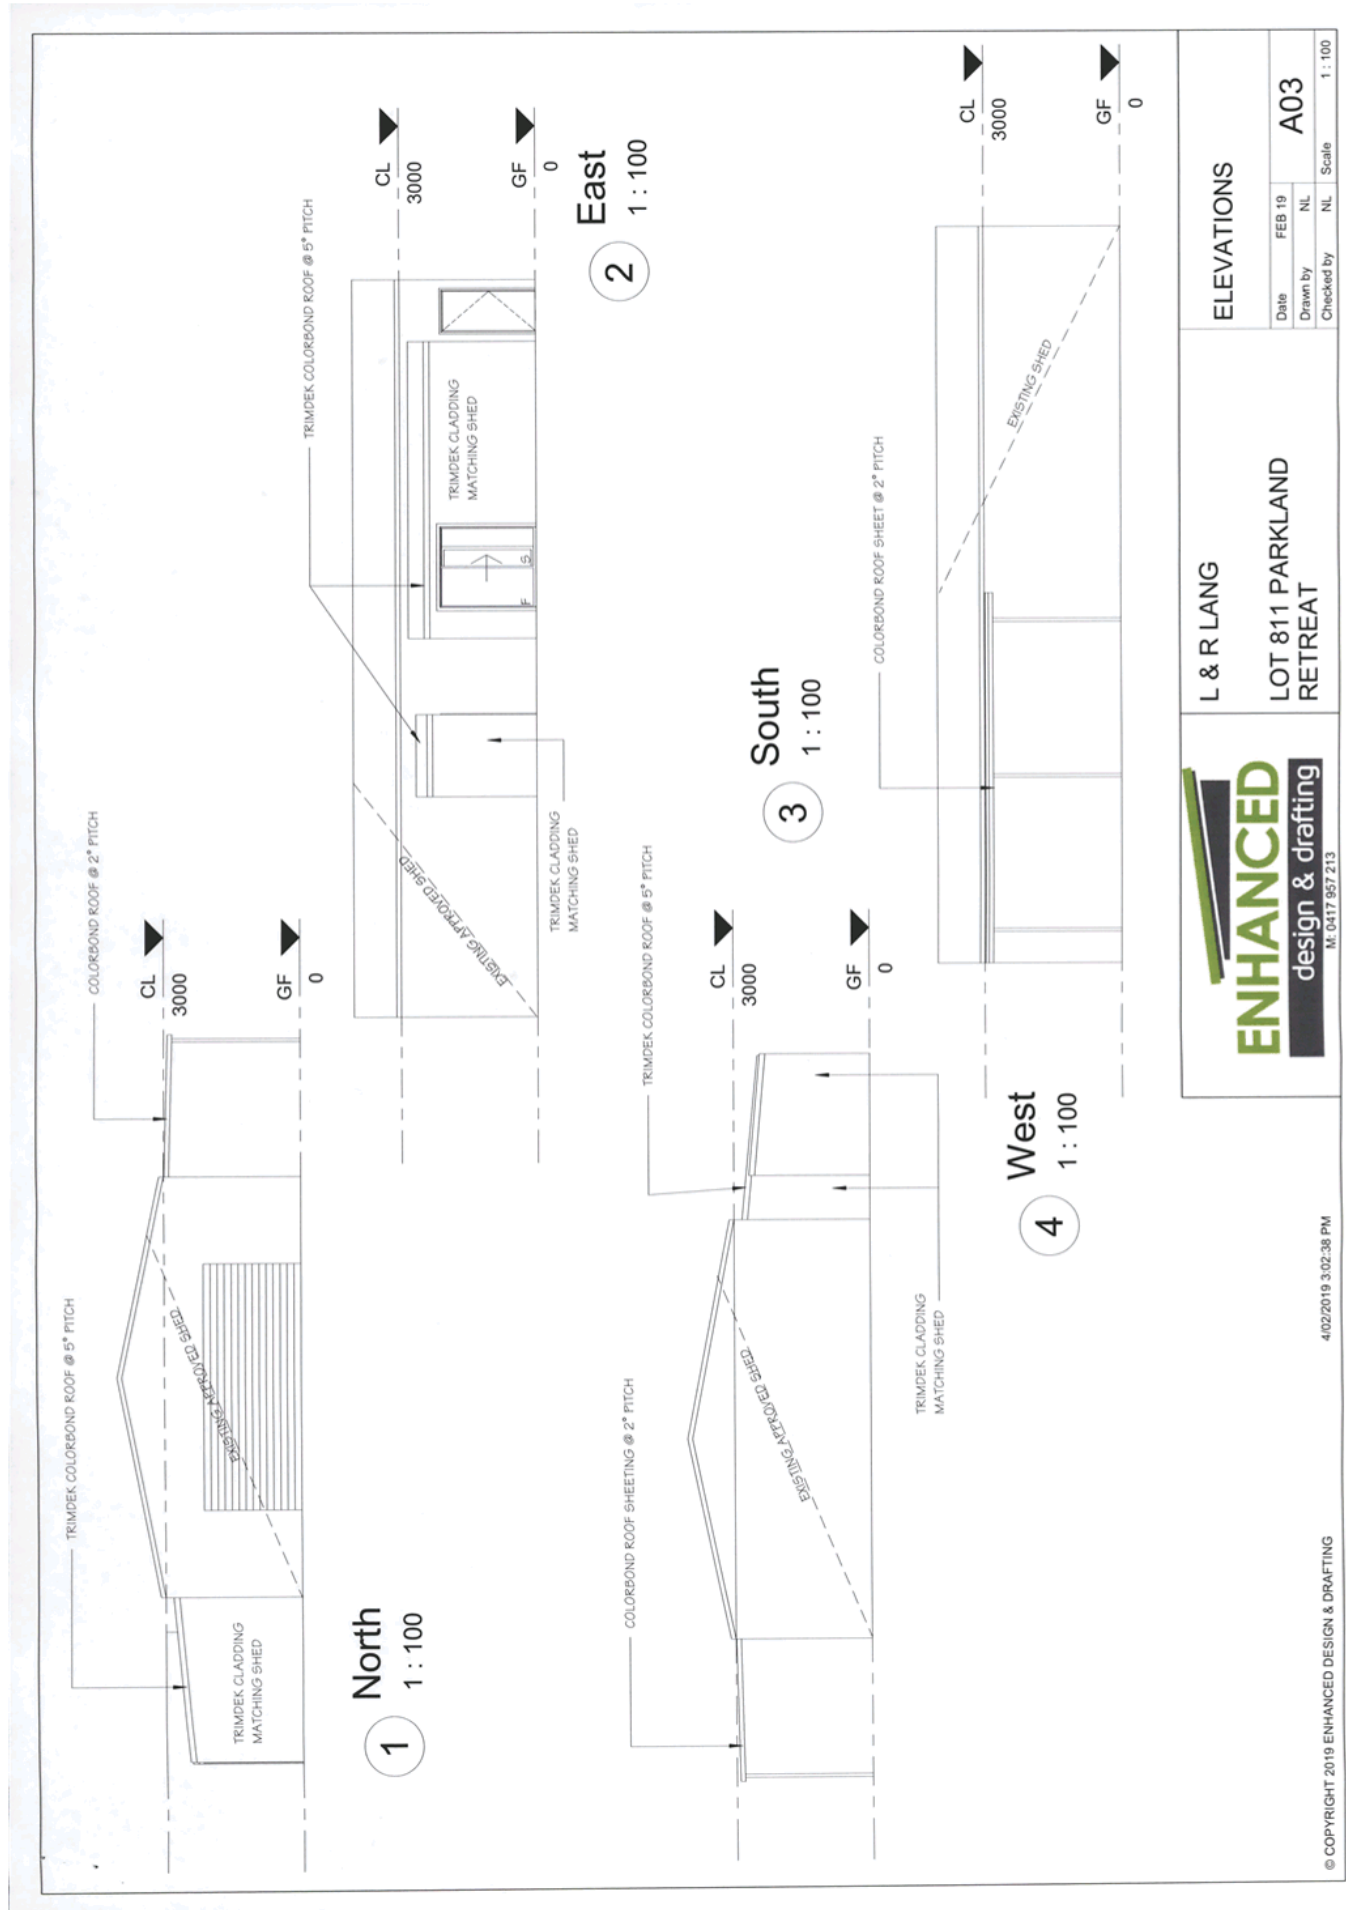 TRIMDEK COLORBOND ROOF @ 5° PITCH
COLORBOND ROOF @ 2° PITCH
TRIMDEK CLADDING
MATCHING SHED
EXISTING APPROVED SHED
CL
3000
GF
0
1
North
1 : 100
TRIMDEK COLORBOND ROOF @ 5° PITCH
EXISTING APPROVED SHED
TRIMDEK CLADDING
MATCHING SHED
TRIMDEK CLADDING
MATCHING SHED
F
S
CL
3000
GF
0
2
East
1 : 100
COLORBOND ROOF SHEETING @ 2° PITCH
TRIMDEK COLORBOND ROOF @ 5° PITCH
EXISTING APPROVED SHED
TRIMDEK CLADDING
MATCHING SHED
CL
3000
GF
0
3
South
1 : 100
COLORBOND ROOF SHEET @ 2° PITCH
EXISTING SHED
CL
3000
GF
0
4
West
1 : 100
© COPYRIGHT 2019 ENHANCED DESIGN & DRAFTING
4/02/2019 3:02:38 PM
ENHANCED
design & drafting
M: 0417 957 213
L & R LANG
LOT 811 PARKLAND
RETREAT
ELEVATIONS
Date FEB 19
Drawn by NL
Checked by NL
A03
Scale 1 : 100